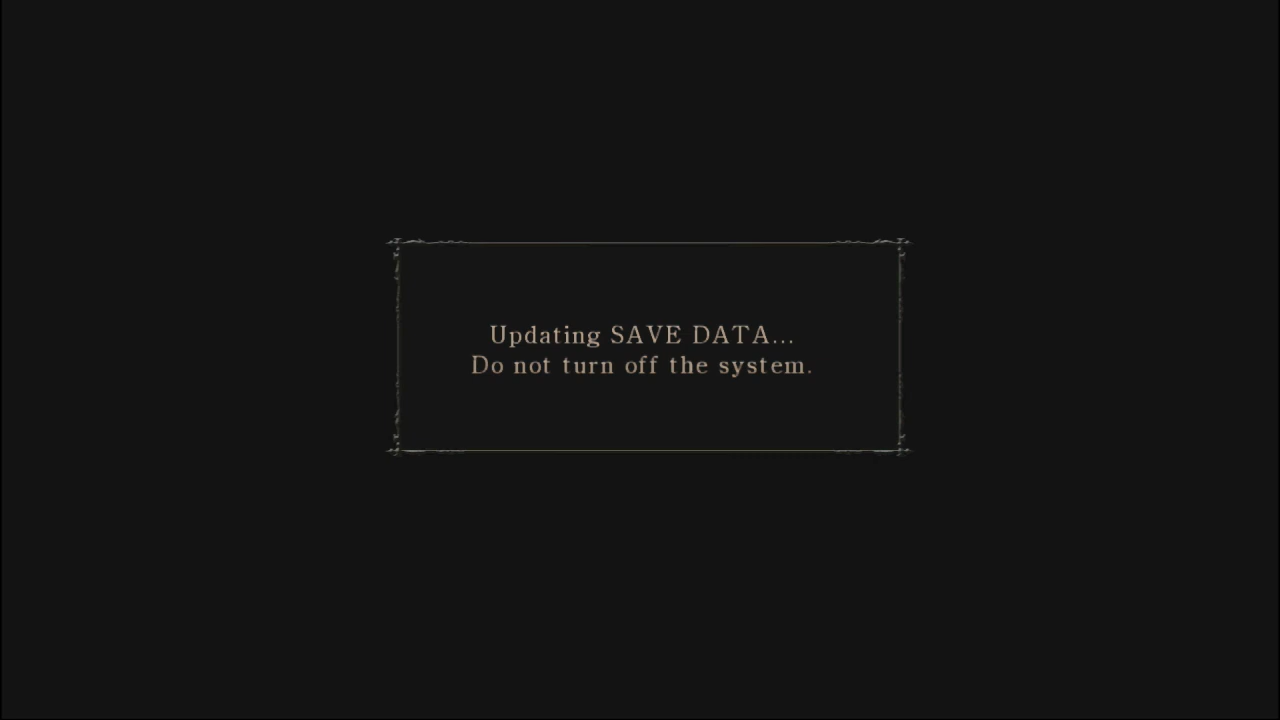 Updating SAVE DATA...
Do not turn off the system.